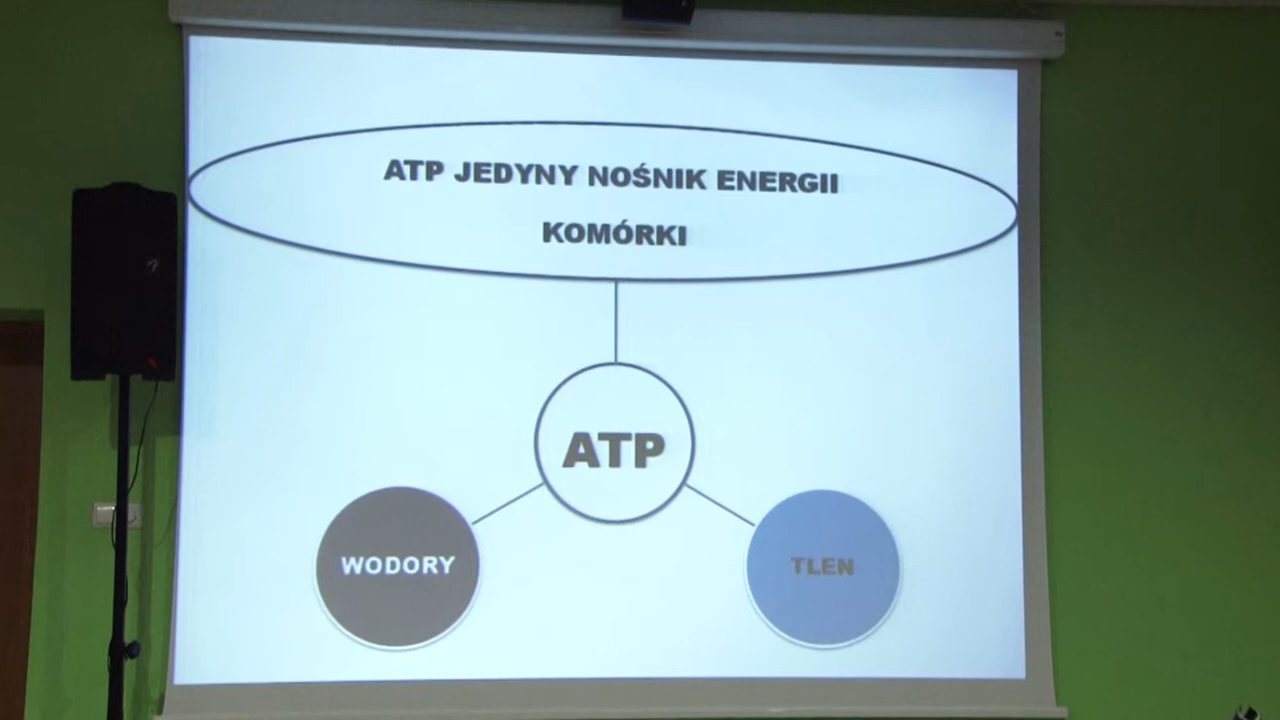 ATP JEDYNY NOŚNIK ENERGII
KOMÓRKI
ATP
WODORY
TLEN